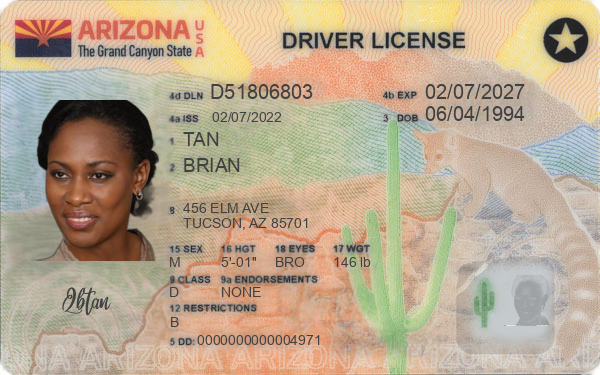 ARIZONA USA
The Grand Canyon State
DRIVER LICENSE
4d DLN D51806803
4b EXP 02/07/2027
4a ISS 02/07/2022
3 DOB 06/04/1994
1 TAN
2 BRIAN
8 456 ELM AVE
TUCSON, AZ 85701
15 SEX 16 HGT 18 EYES 17 WGT
M 5'-01" BRO 146 lb
9 CLASS 9a ENDORSEMENTS
D NONE
12 RESTRICTIONS
B
5 DD: 0000000000004971
ARIZONA ARIZONA ARIZONA ARIZONA